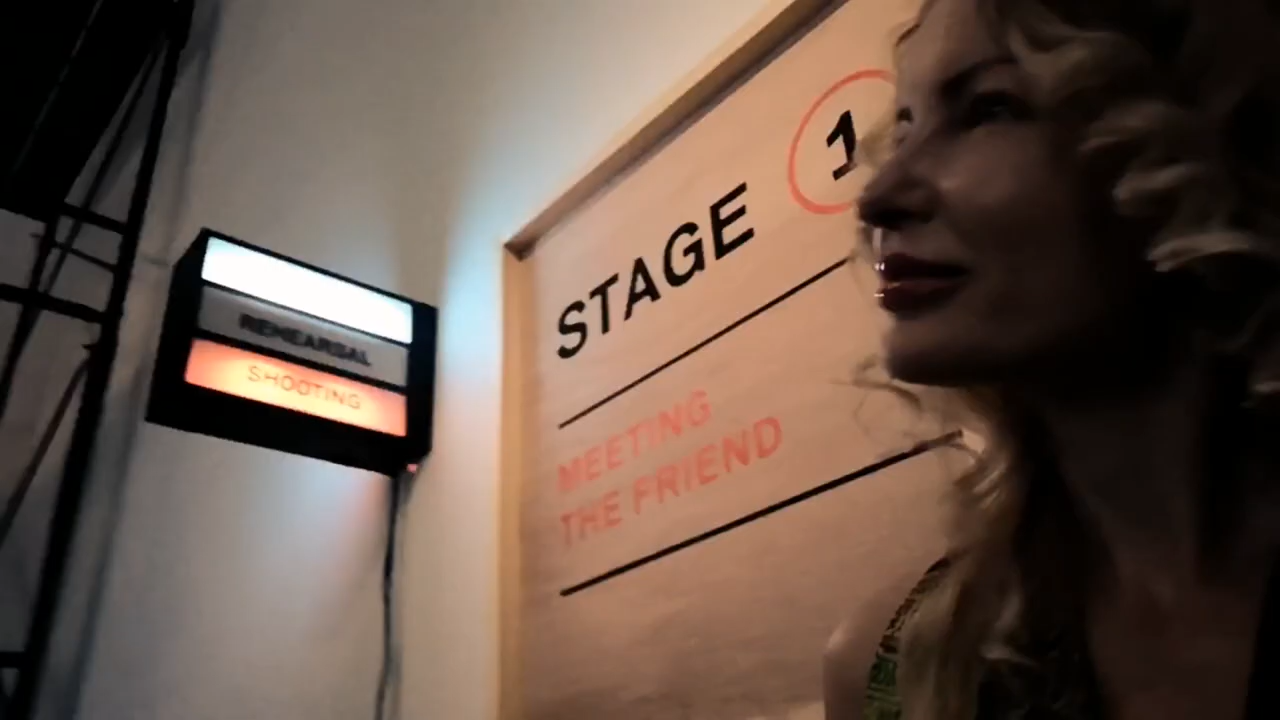 REHEARSAL
SHOOTING
STAGE 1
MEETING
THE FRIEND